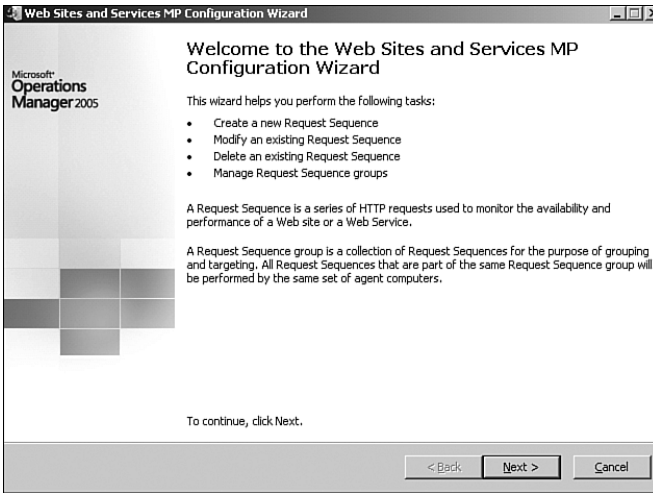 Web Sites and Services MP Configuration Wizard
Microsoft®
Operations
Manager 2005
Welcome to the Web Sites and Services MP
Configuration Wizard
This wizard helps you perform the following tasks:
• Create a new Request Sequence
• Modify an existing Request Sequence
• Delete an existing Request Sequence
• Manage Request Sequence groups
A Request Sequence is a series of HTTP requests used to monitor the availability and
performance of a Web site or a Web Service.
A Request Sequence group is a collection of Request Sequences for the purpose of grouping
and targeting. All Request Sequences that are part of the same Request Sequence group will
be performed by the same set of agent computers.
To continue, click Next.
< Back Next > Cancel